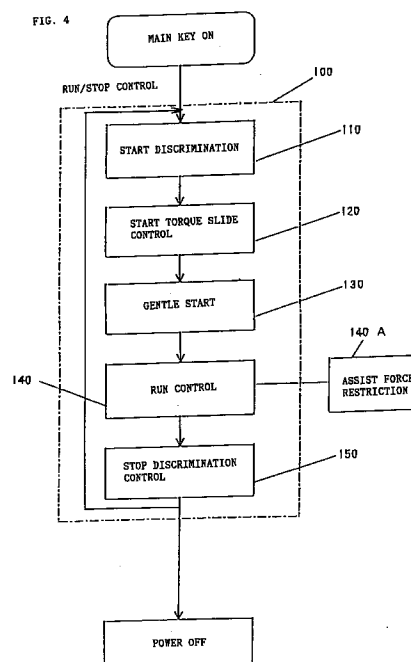 FIG. 4
MAIN KEY ON
RUN/STOP CONTROL
100
START DISCRIMINATION
110
START TORQUE SLIDE
CONTROL
120
GENTLE START
130
140 A
140
RUN CONTROL
ASSIST FORCE
RESTRICTION
STOP DISCRIMINATION
CONTROL
150
POWER OFF